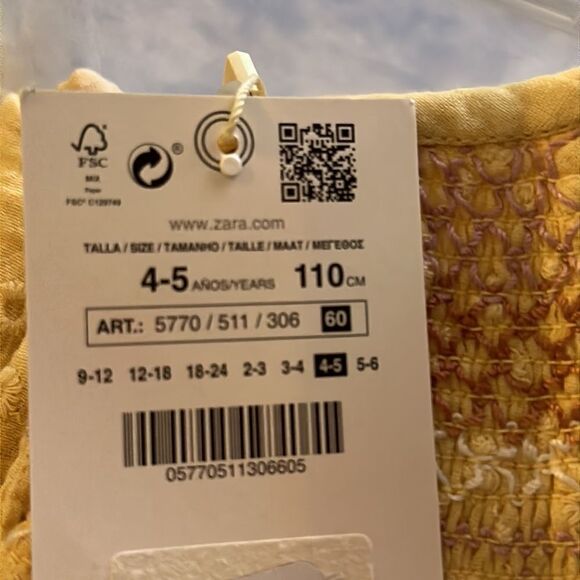 FSC
MIX
Paper
FSC® C129749
®
www.zara.com
TALLA / SIZE / TAMANHO / TAILLE / MAAT / ΜΕΓΕΘΟΣ
4-5 AÑOS/YEARS 110 CM
ART.: 5770 / 511 / 306 60
9-12 12-18 18-24 2-3 3-4 4-5 5-6
05770511306605